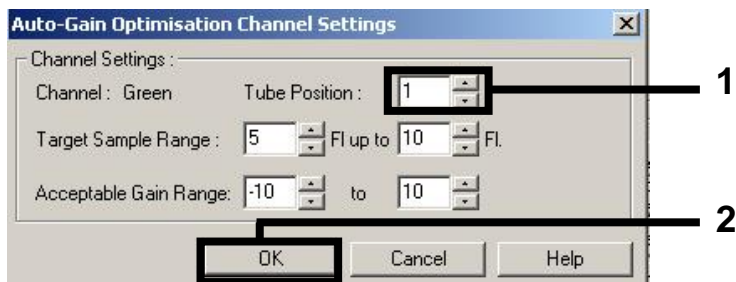 Auto-Gain Optimisation Channel Settings
Channel Settings :
Channel : Green Tube Position : 1 1
Target Sample Range : 5 Fl up to 10 Fl.
Acceptable Gain Range: -10 to 10
2
OK Cancel Help